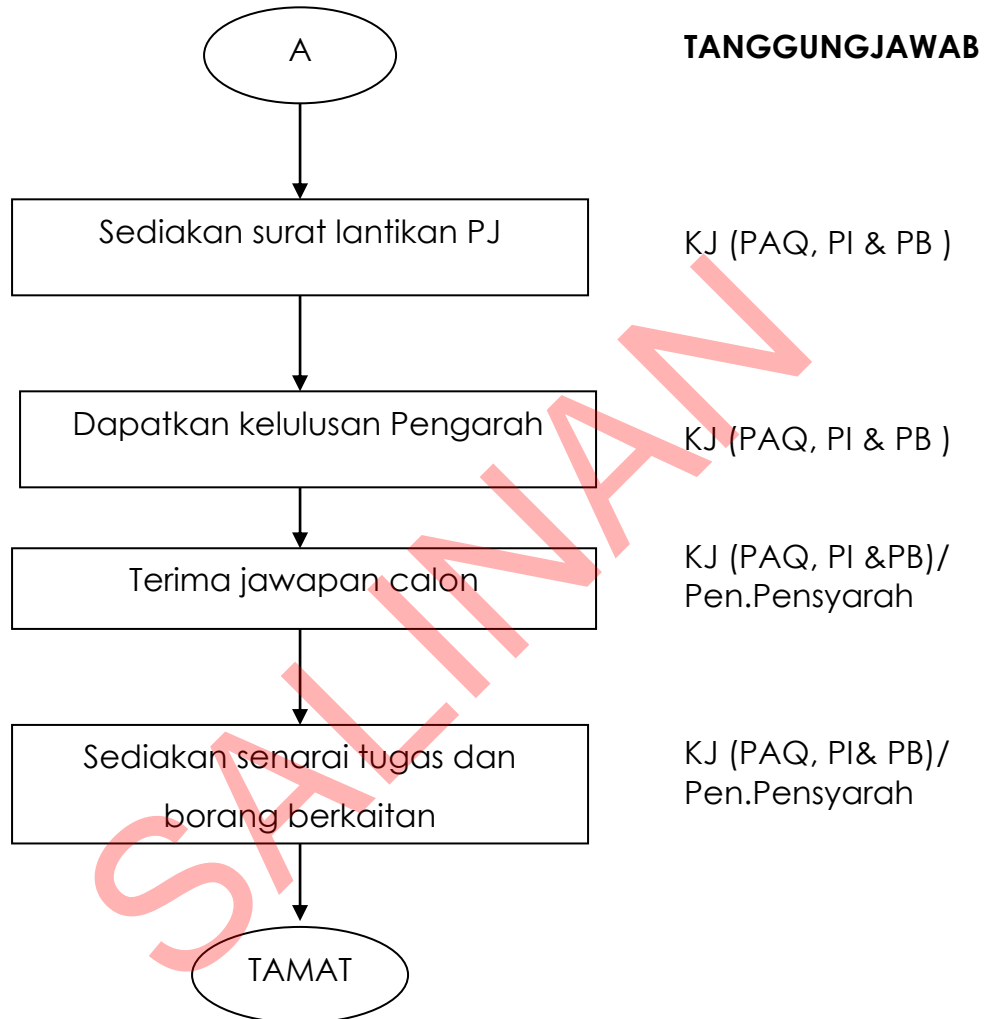 A
TANGGUNGJAWAB
Sediakan surat lantikan PJ
KJ (PAQ, PI & PB )
Dapatkan kelulusan Pengarah
KJ (PAQ, PI & PB )
Terima jawapan calon
KJ (PAQ, PI &PB)/
Pen.Pensyarah
Sediakan senarai tugas dan
borang berkaitan
KJ (PAQ, PI& PB)/
Pen.Pensyarah
TAMAT
SALINAN